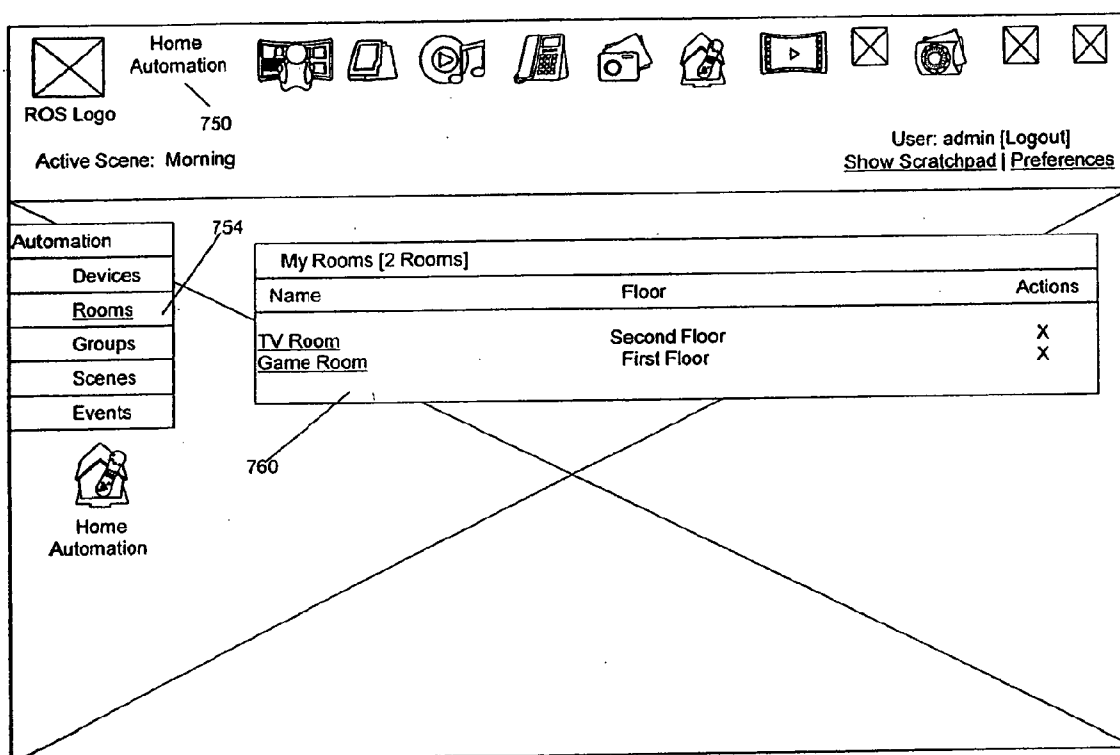 Home
Automation
ROS Logo
750
Active Scene: Morning
User: admin [Logout]
Show Scratchpad | Preferences
Automation
754
Devices
Rooms
Groups
Scenes
Events
My Rooms [2 Rooms]
Name Floor Actions
TV Room Second Floor X
Game Room First Floor X
760
Home
Automation